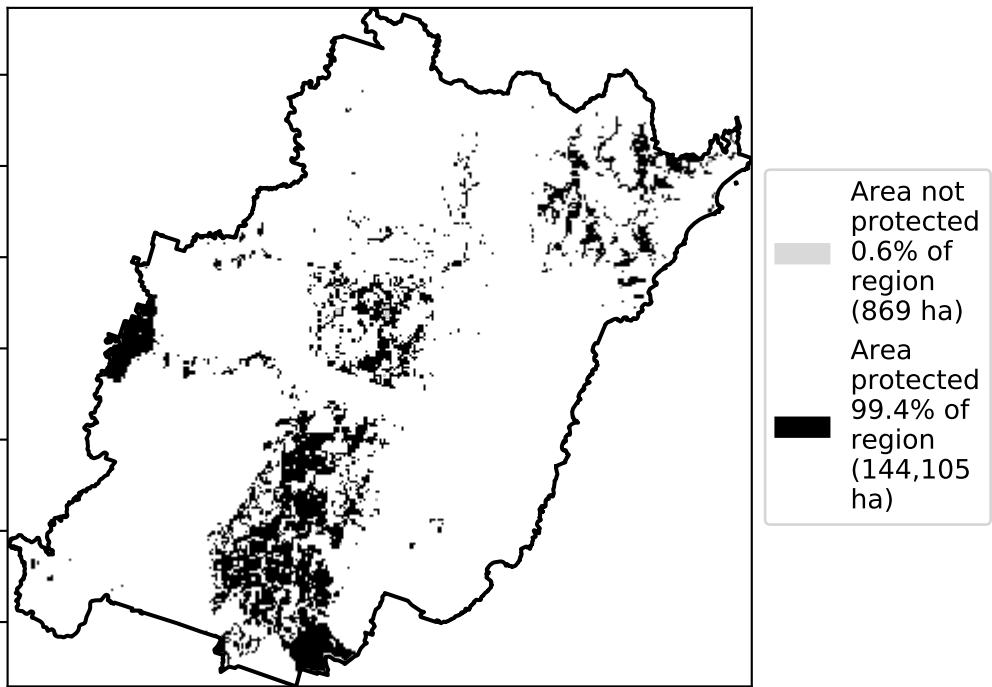 Area not
protected
0.6% of
region
(869 ha)
Area
protected
99.4% of
region
(144,105
ha)